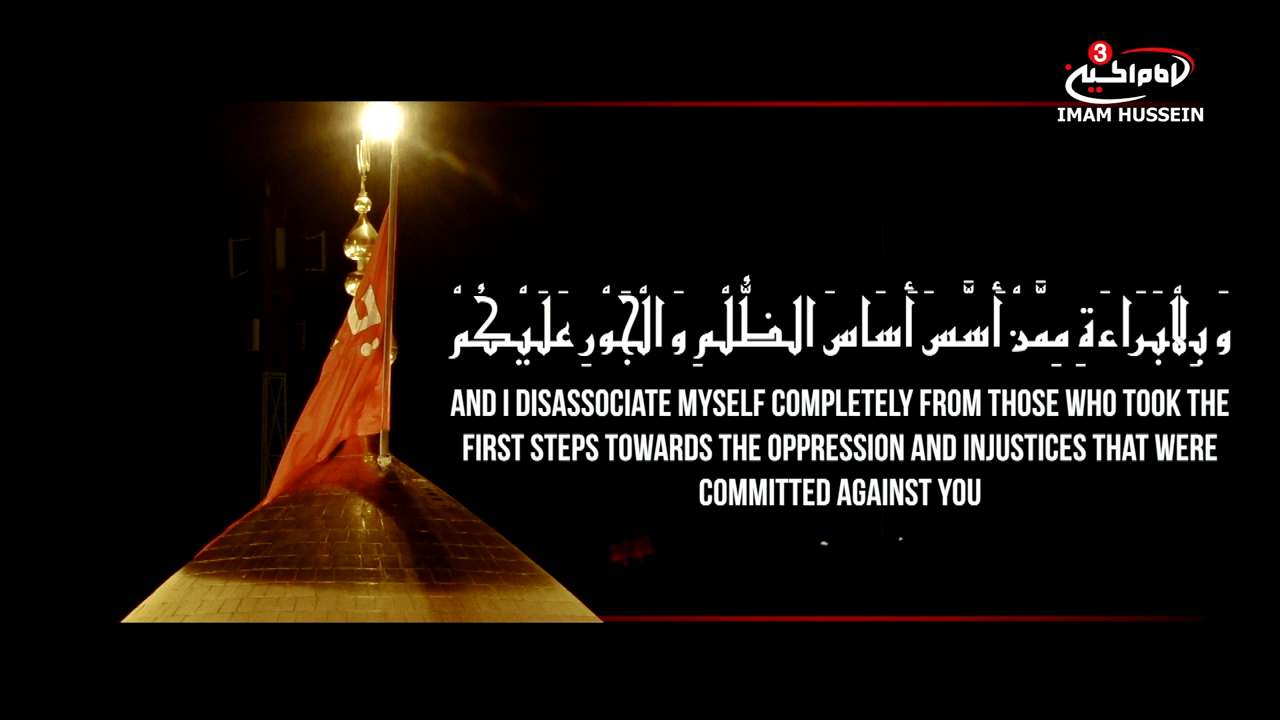 3
الإمام الحسين
IMAM HUSSEIN
وَ بِالْبَرَاءَةِ مِمَّنْ أَسَّسَ أَسَاسَ الظُّلْمِ وَ الْجَوْرِ عَلَيْكُمْ
AND I DISASSOCIATE MYSELF COMPLETELY FROM THOSE WHO TOOK THE
FIRST STEPS TOWARDS THE OPPRESSION AND INJUSTICES THAT WERE
COMMITTED AGAINST YOU